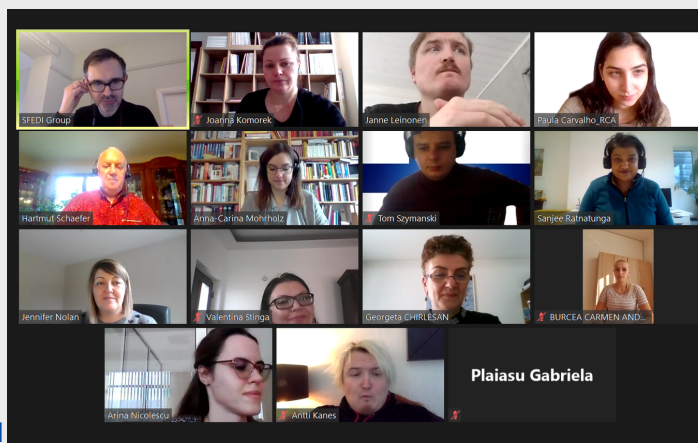 SFEDI Group
Joanna Komorek
Janne Leinonen
Paula Carvalho_RCA
Hartmut Schaefer
Anna-Carina Mohrholz
Tom Szymanski
Sanjee Ratnatunga
Jennifer Nolan
Valentina Stinga
Georgeta CHIRLESAN
BURCEA CARMEN AND...
Arina Nicolescu
Antti Kanes
Plaiasu Gabriela